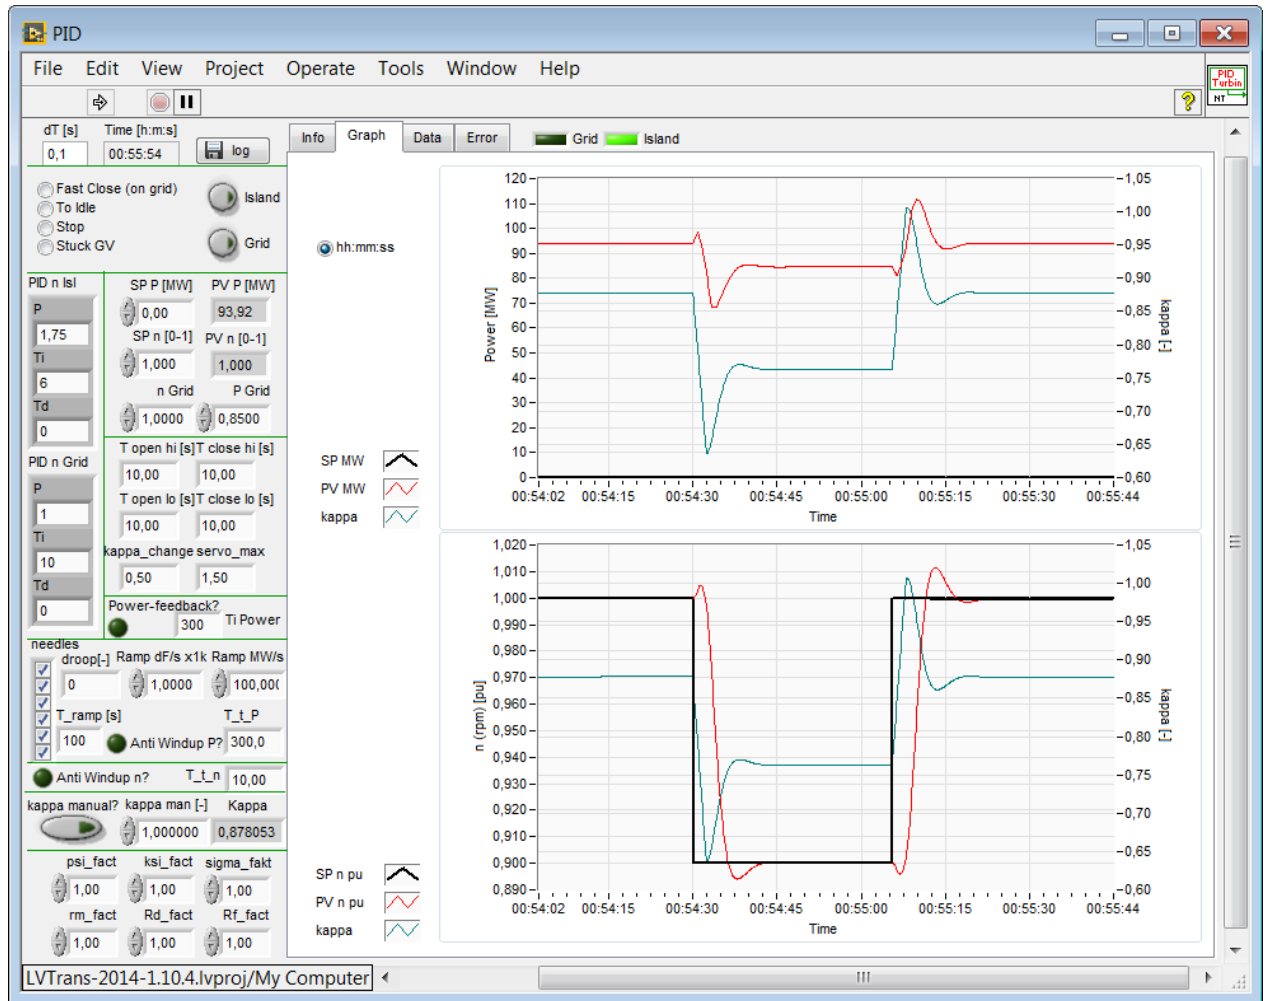 PID
File Edit View Project Operate Tools Window Help
PID
Turbin
NT
dT [s] Time [h:m:s]
0,1 00:55:54 log
Info Graph Data Error Grid Island
Fast Close (on grid)
To Idle
Stop
Stuck GV
Island
Grid
hh:mm:ss
PID n Isl
P
1,75
Ti
6
Td
0
SP P [MW] PV P [MW]
0,00 93,92
SP n [0-1] PV n [0-1]
1,000 1,000
n Grid P Grid
1,0000 0,8500
T open hi [s] T close hi [s]
10,00 10,00
T open lo [s] T close lo [s]
10,00 10,00
PID n Grid
P
1
Ti
10
Td
0
kappa_change servo_max
0,50 1,50
Power-feedback?
300 Ti Power
needles
droop[-] Ramp dF/s x1k Ramp MW/s
0 1,0000 100,00(
T_ramp [s] T_t_P
100 Anti Windup P? 300,0
Anti Windup n? T_t_n 10,00
kappa manual? kappa man [-] Kappa
1,000000 0,878053
psi_fact ksi_fact sigma_fakt
1,00 1,00 1,00
rm_fact Rd_fact Rf_fact
1,00 1,00 1,00
SP MW
PV MW
kappa
Power [MW]
120
110
100
90
80
70
60
50
40
30
20
10
0
1,05
1,00
0,95
0,90
0,85
0,80
0,75
0,70
0,65
0,60
kappa [-]
00:54:02 00:54:15 00:54:30 00:54:45 00:55:00 00:55:15 00:55:30 00:55:44
Time
SP n pu
PV n pu
kappa
n (rpm) [pu]
1,020
1,010
1,000
0,990
0,980
0,970
0,960
0,950
0,940
0,930
0,920
0,910
0,900
0,890
1,05
1,00
0,95
0,90
0,85
0,80
0,75
0,70
0,65
0,60
kappa [-]
00:54:02 00:54:15 00:54:30 00:54:45 00:55:00 00:55:15 00:55:30 00:55:44
Time
LVTrans-2014-1.10.4.lvproj/My Computer